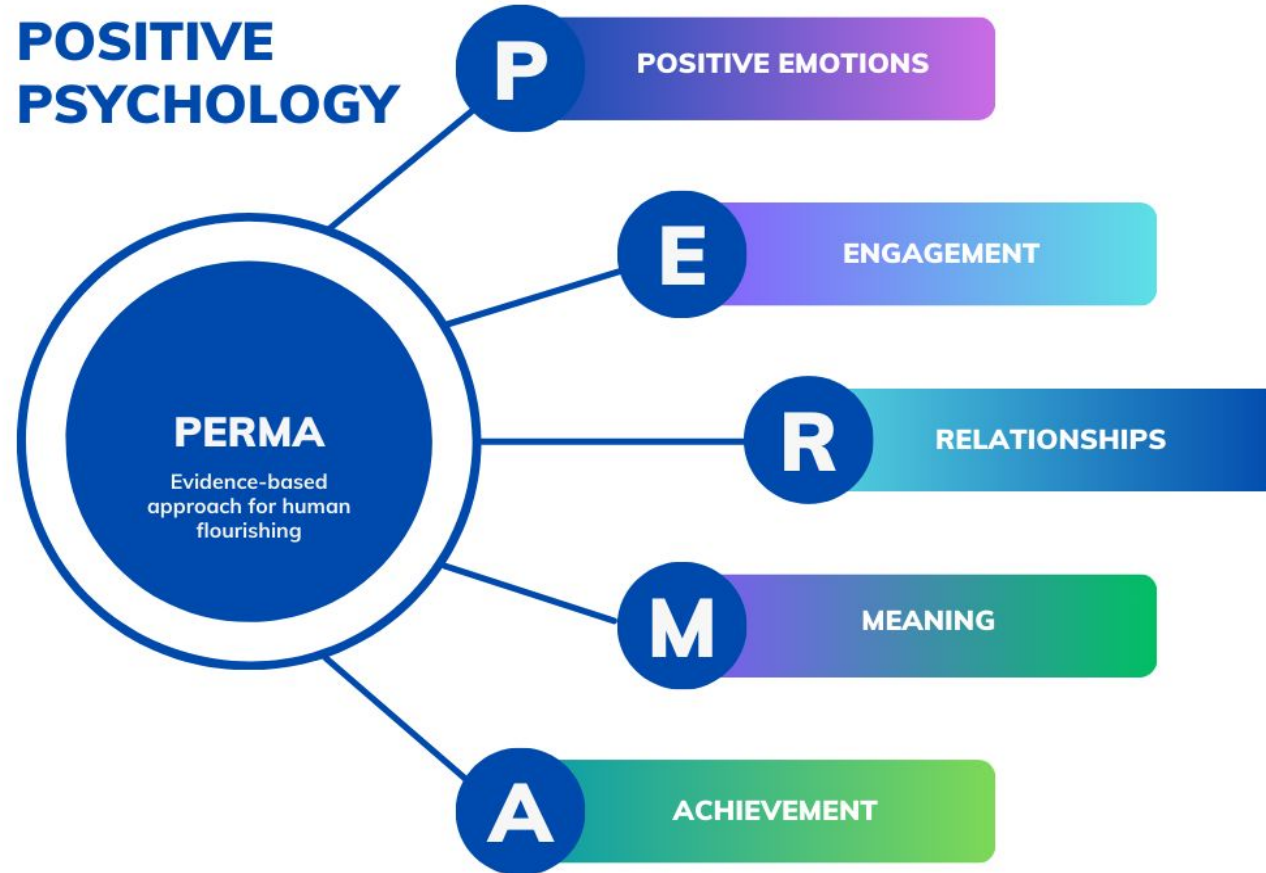 POSITIVE
PSYCHOLOGY
P
POSITIVE EMOTIONS
E
ENGAGEMENT
R
RELATIONSHIPS
M
MEANING
A
ACHIEVEMENT
PERMA
Evidence-based
approach for human
flourishing